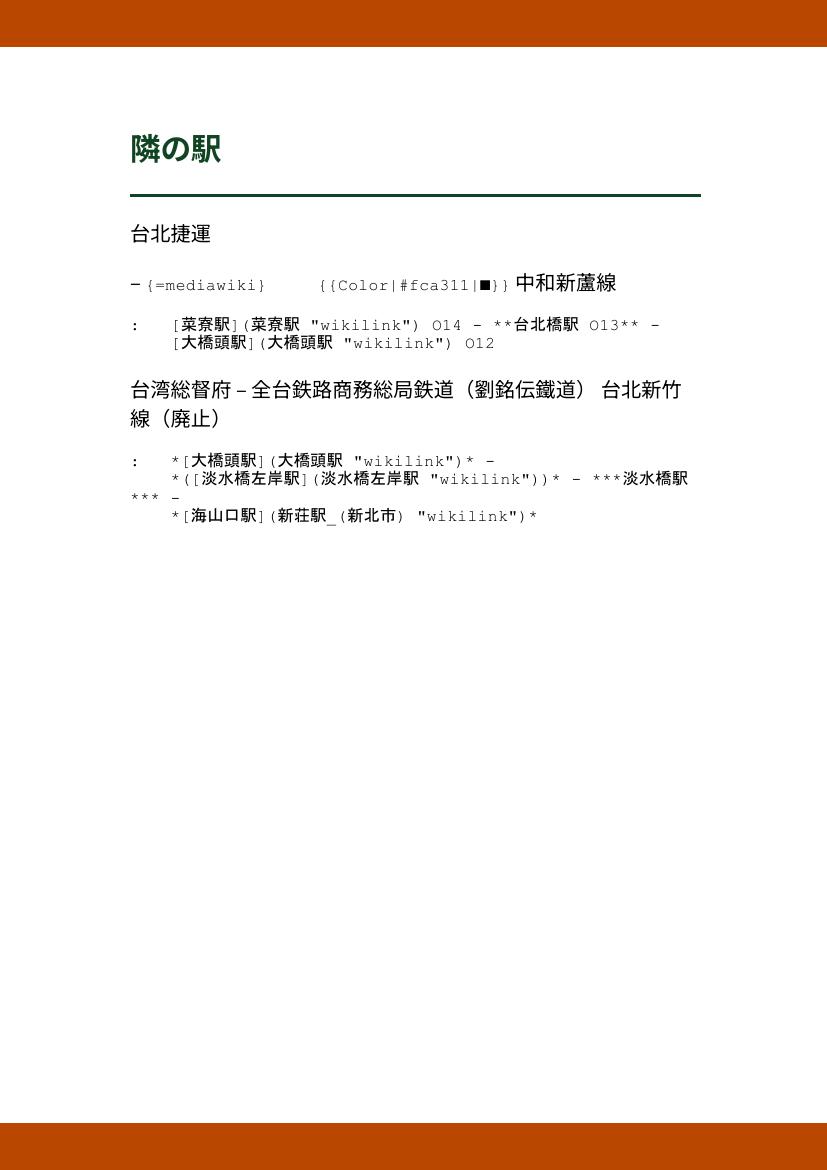 隣の駅
台北捷運
– {=mediawiki}     {{Color|#fca311|■}} 中和新蘆線
:   [菜寮駅](菜寮駅 "wikilink") O14 - **台北橋駅 O13** -
    [大橋頭駅](大橋頭駅 "wikilink") O12
台湾総督府 – 全台鉄路商務総局鉄道（劉銘伝鐵道） 台北新竹
線（廃止）
:   *[大橋頭駅](大橋頭駅 "wikilink")* -
    *([淡水橋左岸駅](淡水橋左岸駅 "wikilink"))* - ***淡水橋駅
*** -
    *[海山口駅](新荘駅_(新北市) "wikilink")*